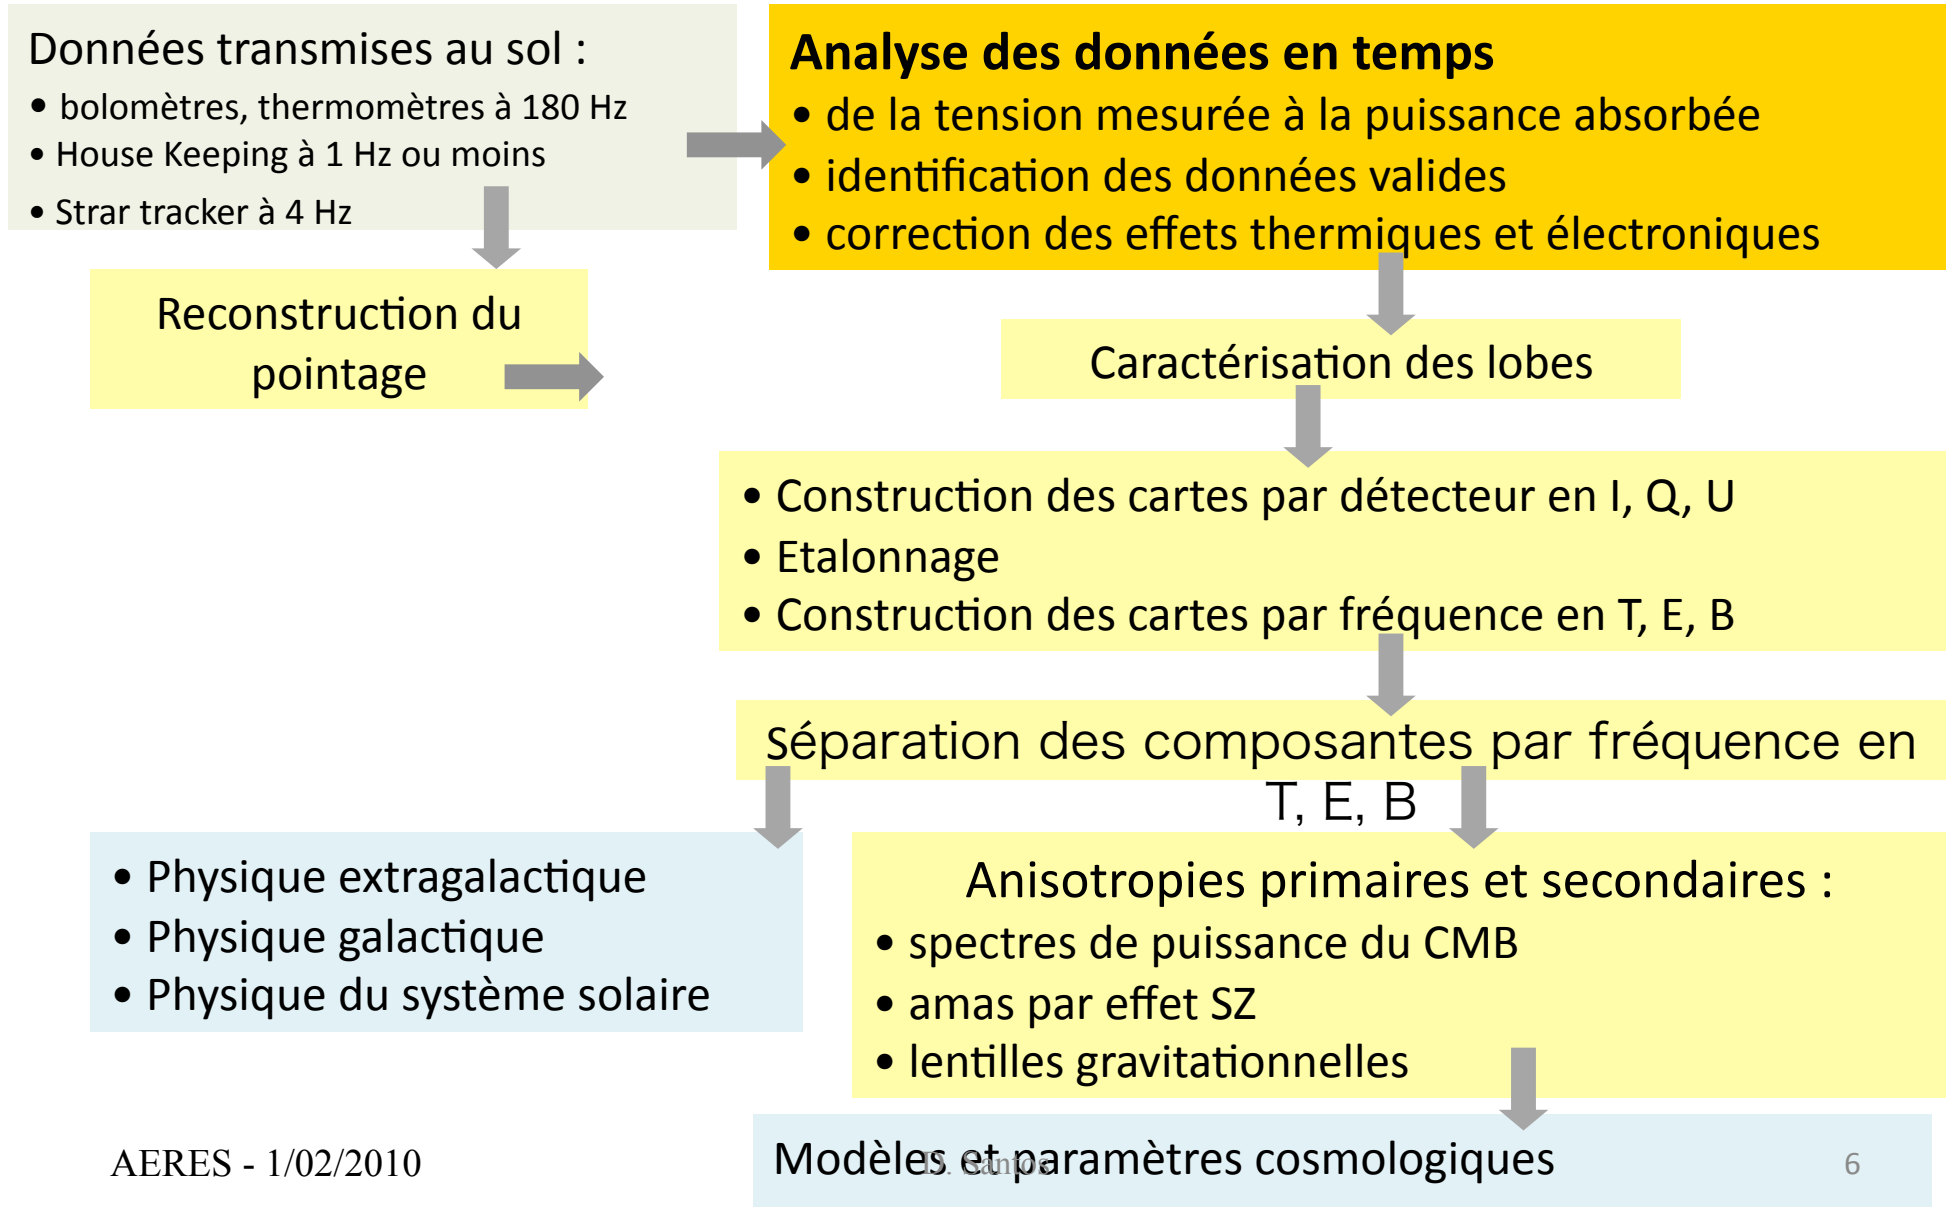 Données transmises au sol :
• bolomètres, thermomètres à 180 Hz
• House Keeping à 1 Hz ou moins
• Strar tracker à 4 Hz
Analyse des données en temps
• de la tension mesurée à la puissance absorbée
• identification des données valides
• correction des effets thermiques et électroniques
Reconstruction du
pointage
Caractérisation des lobes
• Construction des cartes par détecteur en I, Q, U
• Etalonnage
• Construction des cartes par fréquence en T, E, B
Séparation des composantes par fréquence en
T, E, B
• Physique extragalactique
• Physique galactique
• Physique du système solaire
Anisotropies primaires et secondaires :
• spectres de puissance du CMB
• amas par effet SZ
• lentilles gravitationnelles
Modèles et paramètres cosmologiques
AERES - 1/02/2010
D. Santos
6